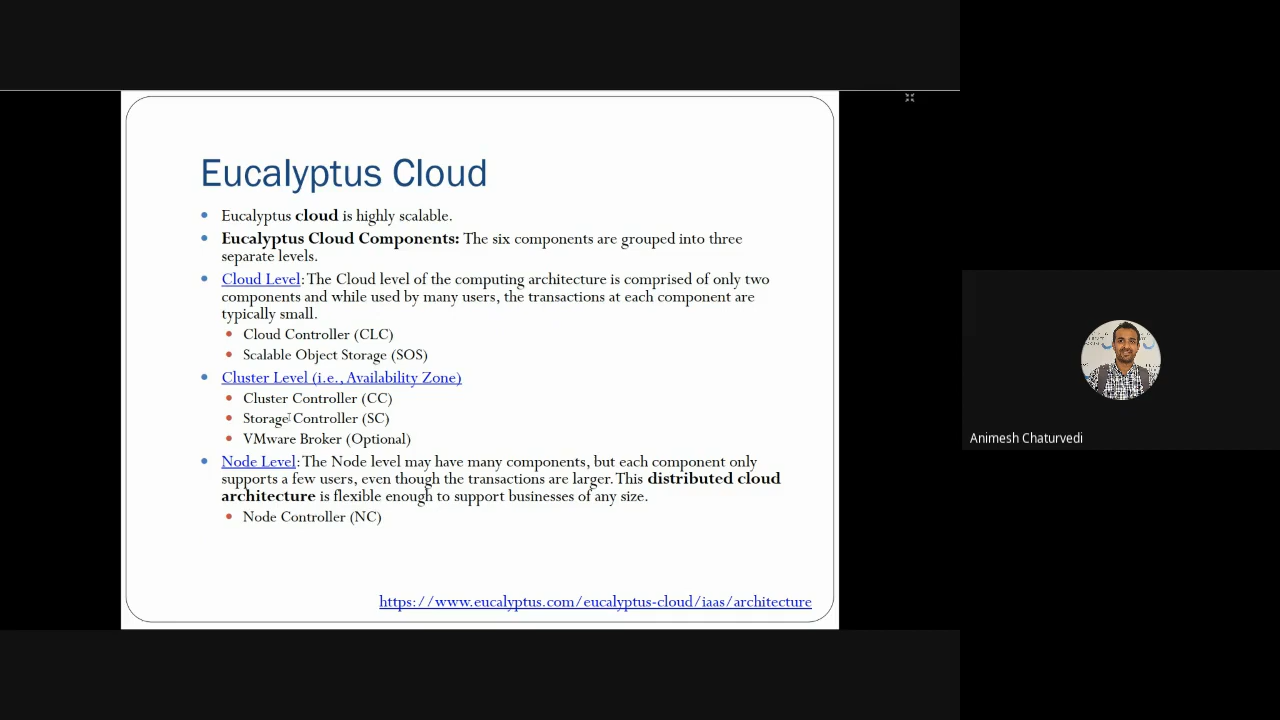 Eucalyptus Cloud
Eucalyptus cloud is highly scalable.
Eucalyptus Cloud Components: The six components are grouped into three
separate levels.
Cloud Level: The Cloud level of the computing architecture is comprised of only two
components and while used by many users, the transactions at each component are
typically small.
Cloud Controller (CLC)
Scalable Object Storage (SOS)
Cluster Level (i.e., Availability Zone)
Cluster Controller (CC)
Storage Controller (SC)
VMware Broker (Optional)
Node Level: The Node level may have many components, but each component only
supports a few users, even though the transactions are larger. This distributed cloud
architecture is flexible enough to support businesses of any size.
Node Controller (NC)
https://www.eucalyptus.com/eucalyptus-cloud/iaas/architecture
Animesh Chaturvedi